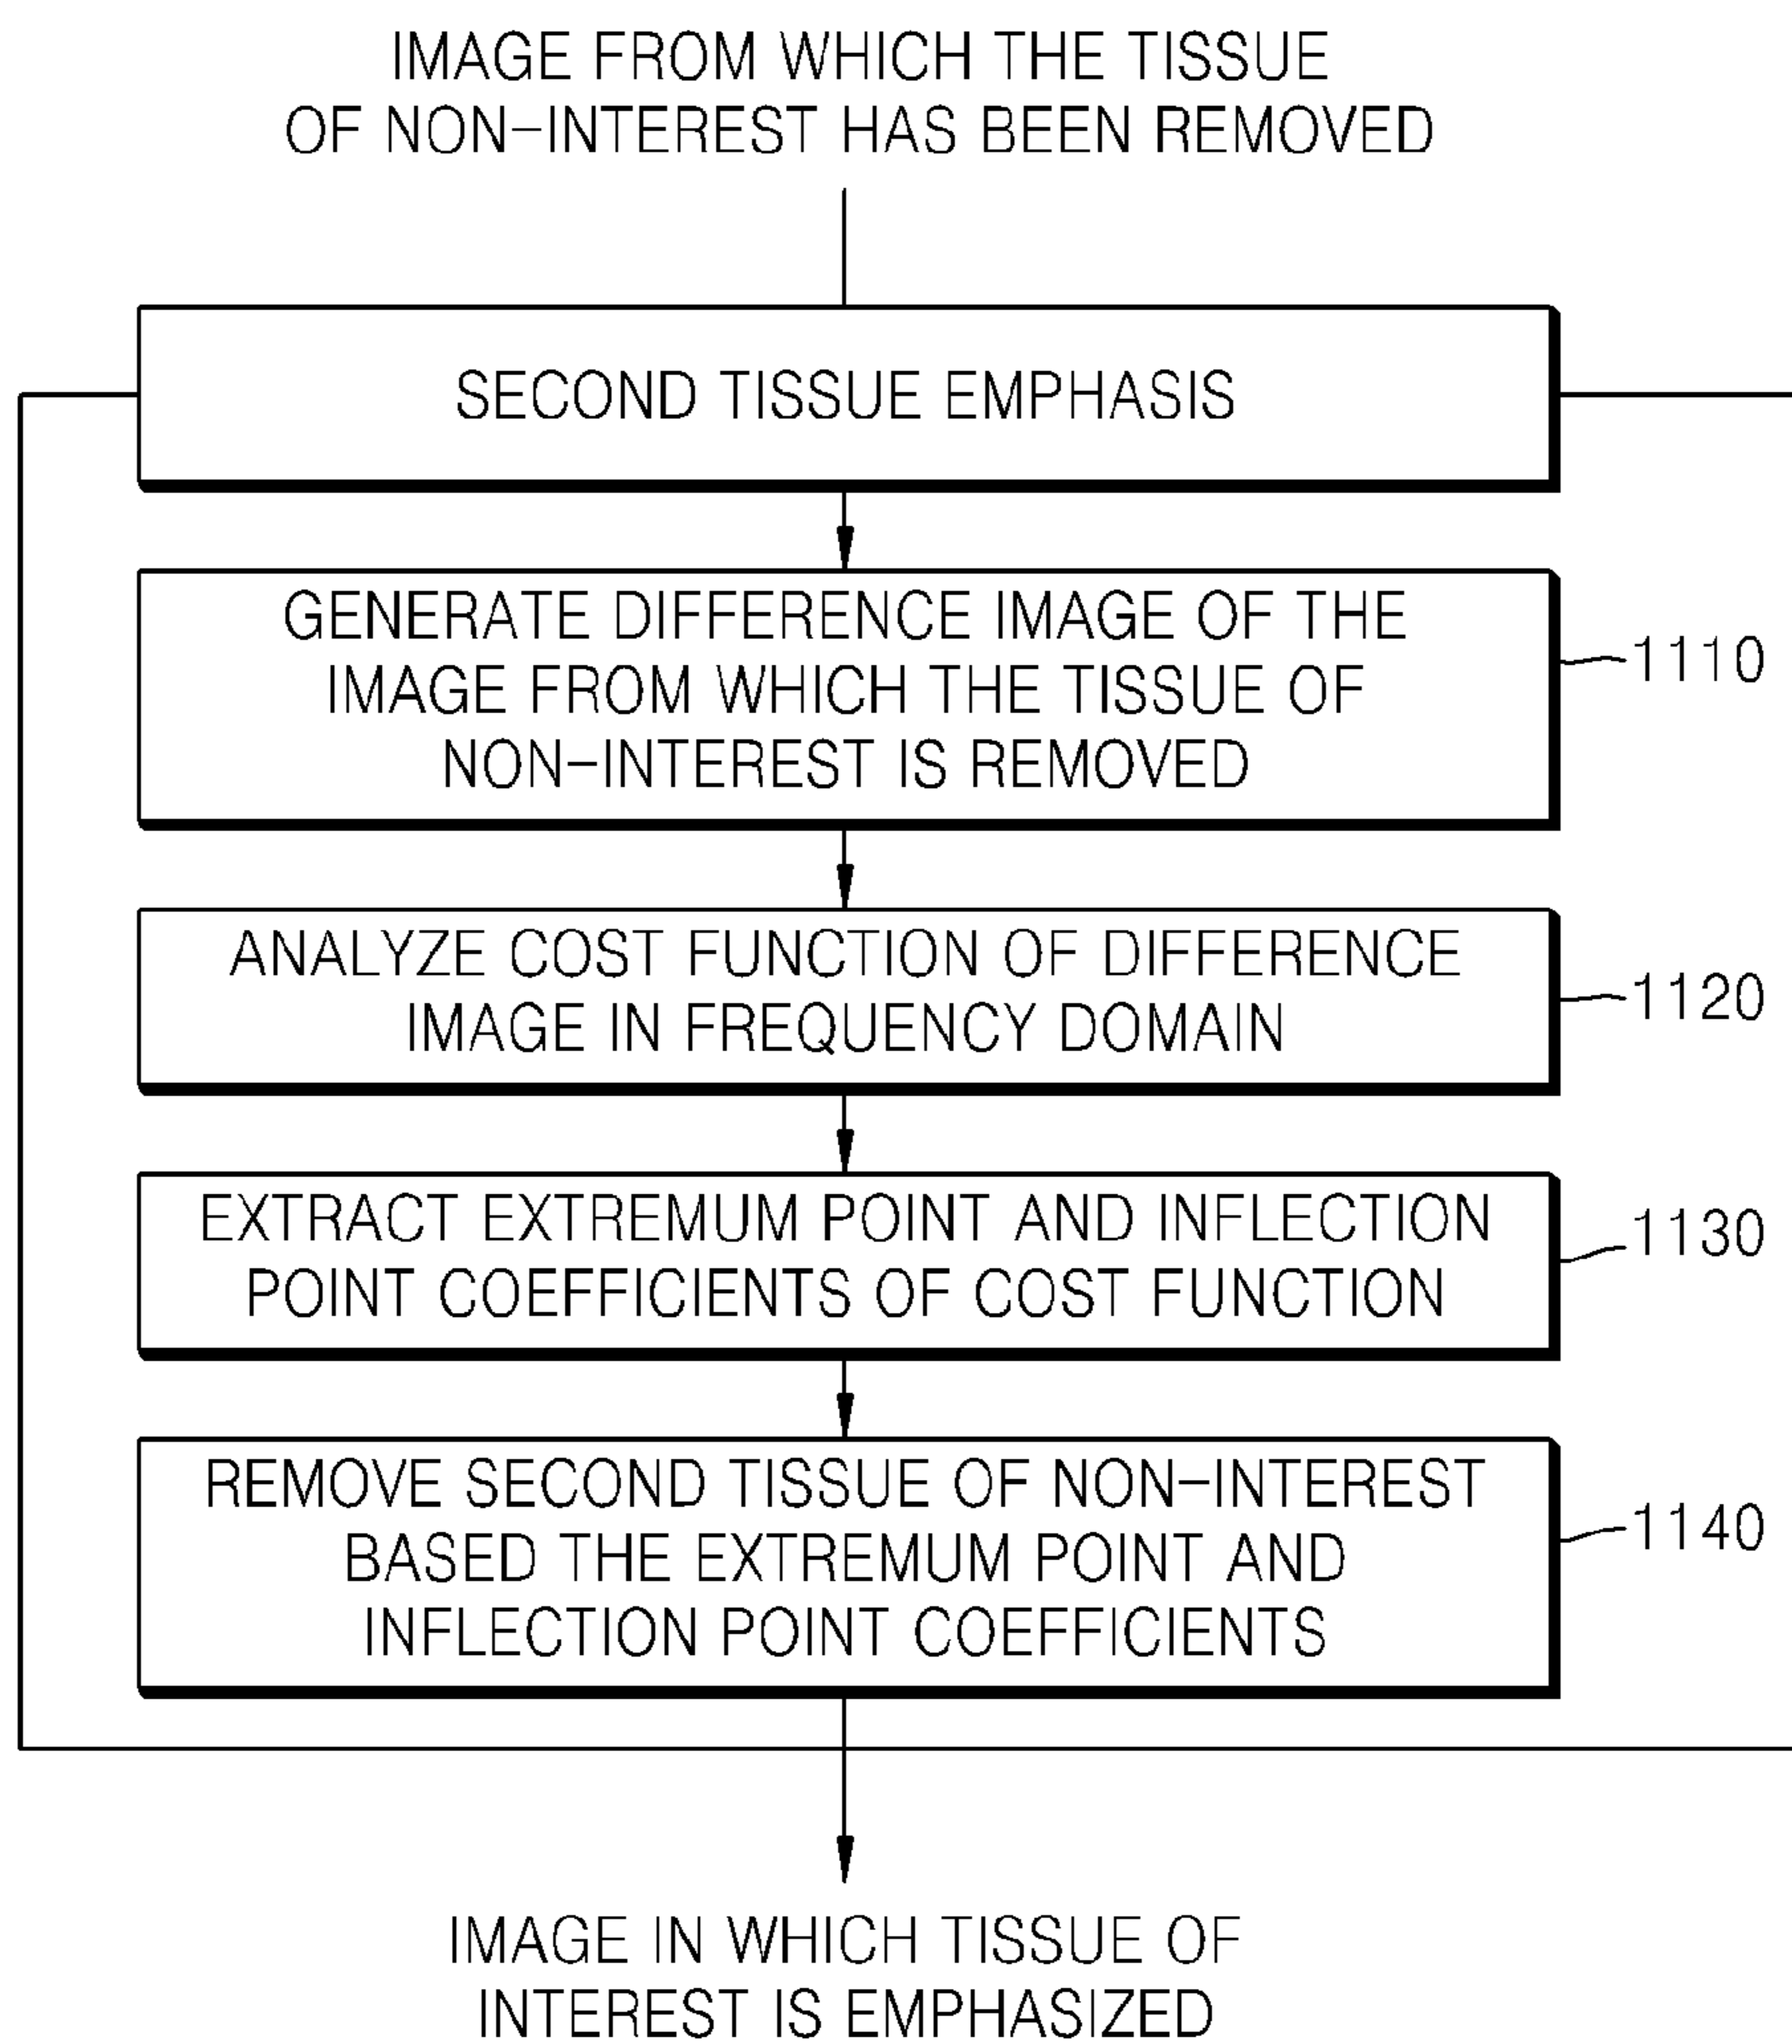 IMAGE FROM WHICH THE TISSUE
OF NON-INTEREST HAS BEEN REMOVED
SECOND TISSUE EMPHASIS
GENERATE DIFFERENCE IMAGE OF THE
IMAGE FROM WHICH THE TISSUE OF
NON-INTEREST IS REMOVED
1110
ANALYZE COST FUNCTION OF DIFFERENCE
IMAGE IN FREQUENCY DOMAIN
1120
EXTRACT EXTREMUM POINT AND INFLECTION
POINT COEFFICIENTS OF COST FUNCTION
1130
REMOVE SECOND TISSUE OF NON-INTEREST
BASED THE EXTREMUM POINT AND
INFLECTION POINT COEFFICIENTS
1140
IMAGE IN WHICH TISSUE OF
INTEREST IS EMPHASIZED